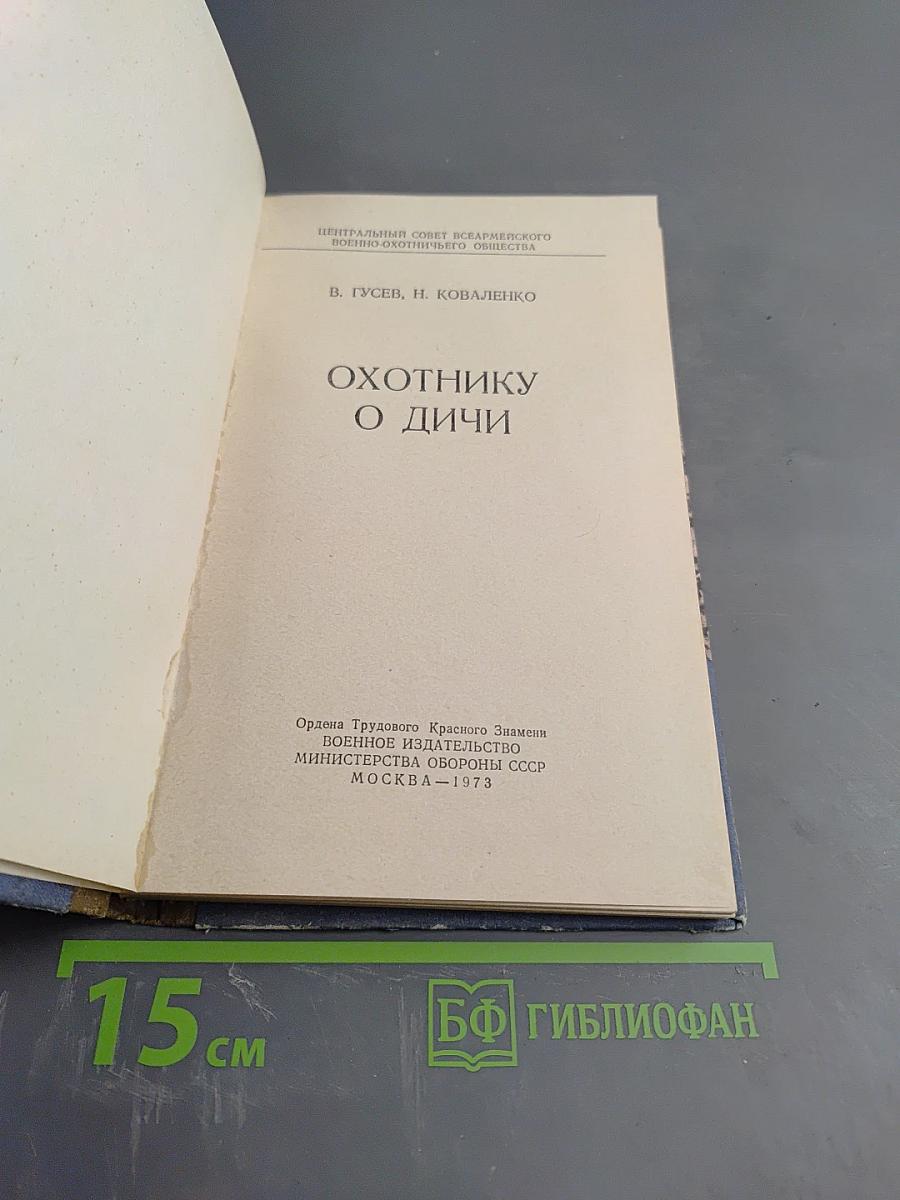 ЦЕНТРАЛЬНЫЙ СОВЕТ ВСЕАРМЕЙСКОГО
ВОЕННО-ОХОТНИЧЬЕГО ОБЩЕСТВА
В. ГУСЕВ, Н. КОВАЛЕНКО
ОХОТНИКУ
О ДИЧИ
Ордена Трудового Красного Знамени
ВОЕННОЕ ИЗДАТЕЛЬСТВО
МИНИСТЕРСТВА ОБОРОНЫ СССР
МОСКВА—1973
15 см
БФ ГИБЛИОФАН